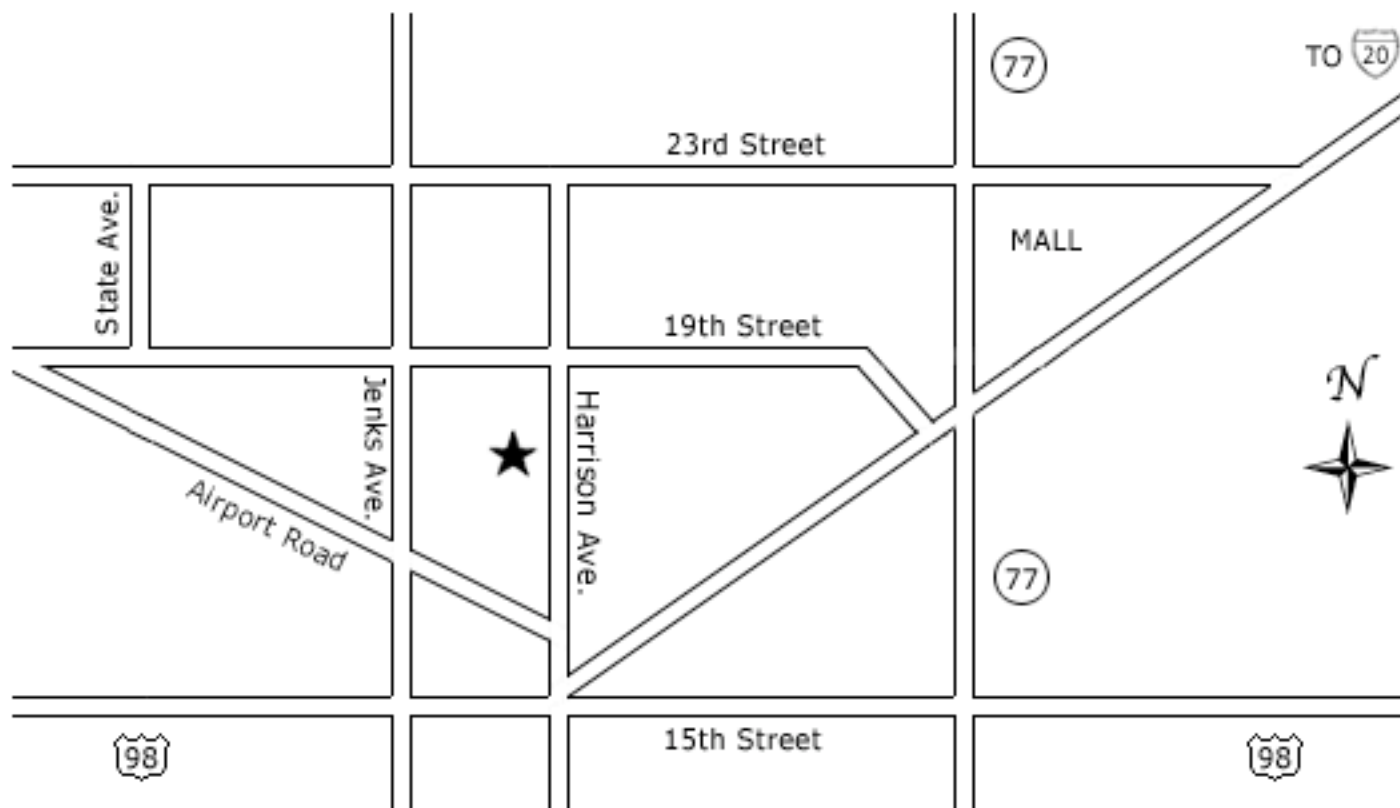 77
TO 20
23rd Street
State Ave.
MALL
19th Street
N
Jenks Ave.
Harrison Ave.
Airport Road
77
15th Street
98
98